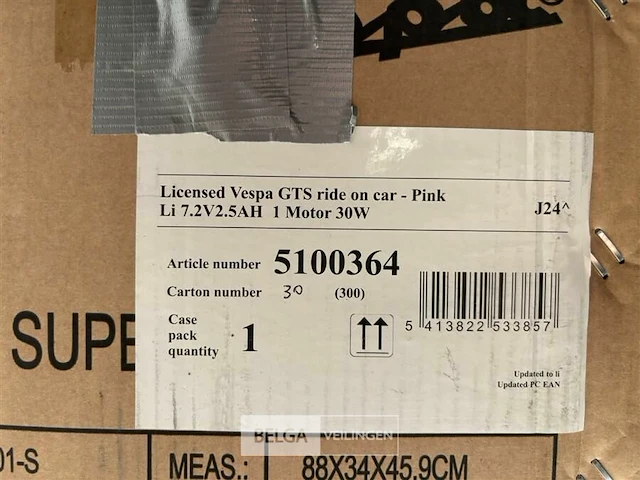 Licensed Vespa GTS ride on car - Pink
Li 7.2V2.5AH 1 Motor 30W J24^
Article number 5100364
Carton number 30 (300)
Case
pack
quantity 1
5 413822 533857
Updated to li
Updated PC EAN
SUPE
BELGA VEILINGEN
01-S MEAS.: 88X34X45.9CM